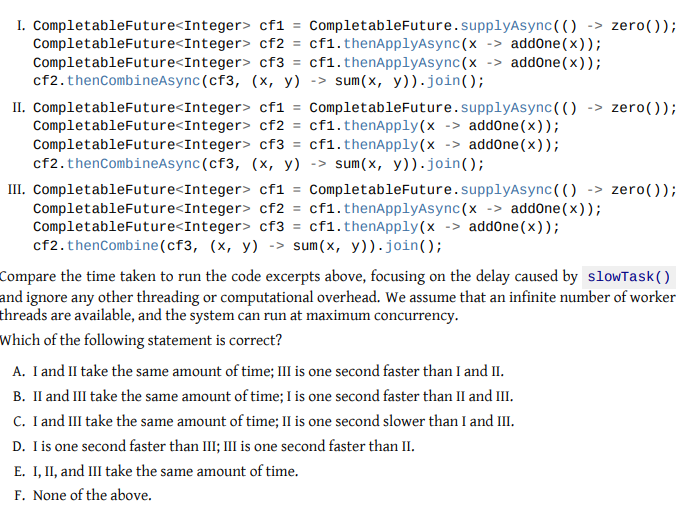 I. CompletableFuture<Integer> cf1 = CompletableFuture.supplyAsync(() -> zero());
CompletableFuture<Integer> cf2 = cf1.thenApplyAsync(x -> addOne(x));
CompletableFuture<Integer> cf3 = cf1.thenApplyAsync(x -> addOne(x));
cf2.thenCombineAsync(cf3, (x, y) -> sum(x, y)).join();
II. CompletableFuture<Integer> cf1 = CompletableFuture.supplyAsync(() -> zero());
CompletableFuture<Integer> cf2 = cf1.thenApply(x -> addOne(x));
CompletableFuture<Integer> cf3 = cf1.thenApply(x -> addOne(x));
cf2.thenCombineAsync(cf3, (x, y) -> sum(x, y)).join();
III. CompletableFuture<Integer> cf1 = CompletableFuture.supplyAsync(() -> zero());
CompletableFuture<Integer> cf2 = cf1.thenApplyAsync(x -> addOne(x));
CompletableFuture<Integer> cf3 = cf1.thenApply(x -> addOne(x));
cf2.thenCombine(cf3, (x, y) -> sum(x, y)).join();
Compare the time taken to run the code excerpts above, focusing on the delay caused by slowTask()
and ignore any other threading or computational overhead. We assume that an infinite number of worker
threads are available, and the system can run at maximum concurrency.
Which of the following statement is correct?
A. I and II take the same amount of time; III is one second faster than I and II.
B. II and III take the same amount of time; I is one second faster than II and III.
C. I and III take the same amount of time; II is one second slower than I and III.
D. I is one second faster than III; III is one second faster than II.
E. I, II, and III take the same amount of time.
F. None of the above.